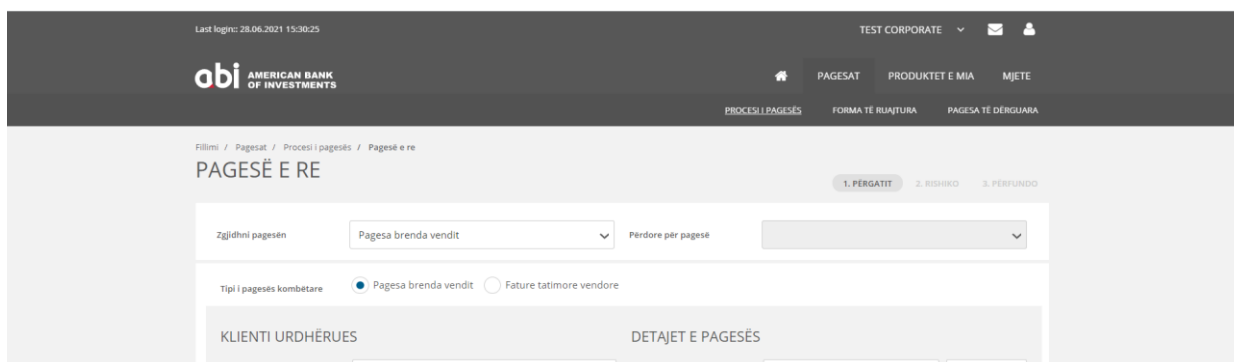 Last login:: 28.06.2021 15:30:25
TEST CORPORATE
abi AMERICAN BANK
OF INVESTMENTS
PAGESAT PRODUKTET E MIA MJETE
PROCESI I PAGESËS FORMA TË RUAJTURA PAGESA TË DËRGUARA
Fillimi / Pagesat / Procesi i pagesës / Pagesë e re
PAGESË E RE
1. PËRGATIT 2. RISHIKO 3. PËRFUNDO
Zgjidhni pagesën Pagesa brenda vendit Përdore për pagesë
Tipi i pagesës kombëtare Pagesa brenda vendit Fature tatimore vendore
KLIENTI URDHËRUES DETAJET E PAGESËS